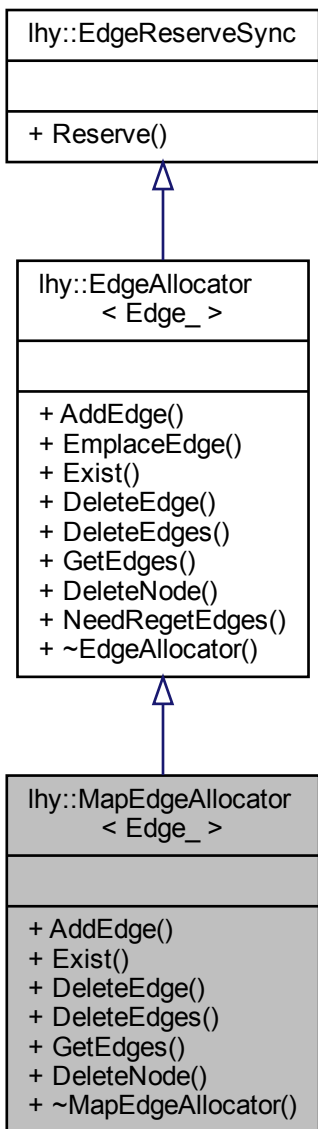 lhy::EdgeReserveSync
+ Reserve()
lhy::EdgeAllocator
< Edge_ >
+ AddEdge()
+ EmplaceEdge()
+ Exist()
+ DeleteEdge()
+ DeleteEdges()
+ GetEdges()
+ DeleteNode()
+ NeedRegetEdges()
+ ~EdgeAllocator()
lhy::MapEdgeAllocator
< Edge_ >
+ AddEdge()
+ Exist()
+ DeleteEdge()
+ DeleteEdges()
+ GetEdges()
+ DeleteNode()
+ ~MapEdgeAllocator()